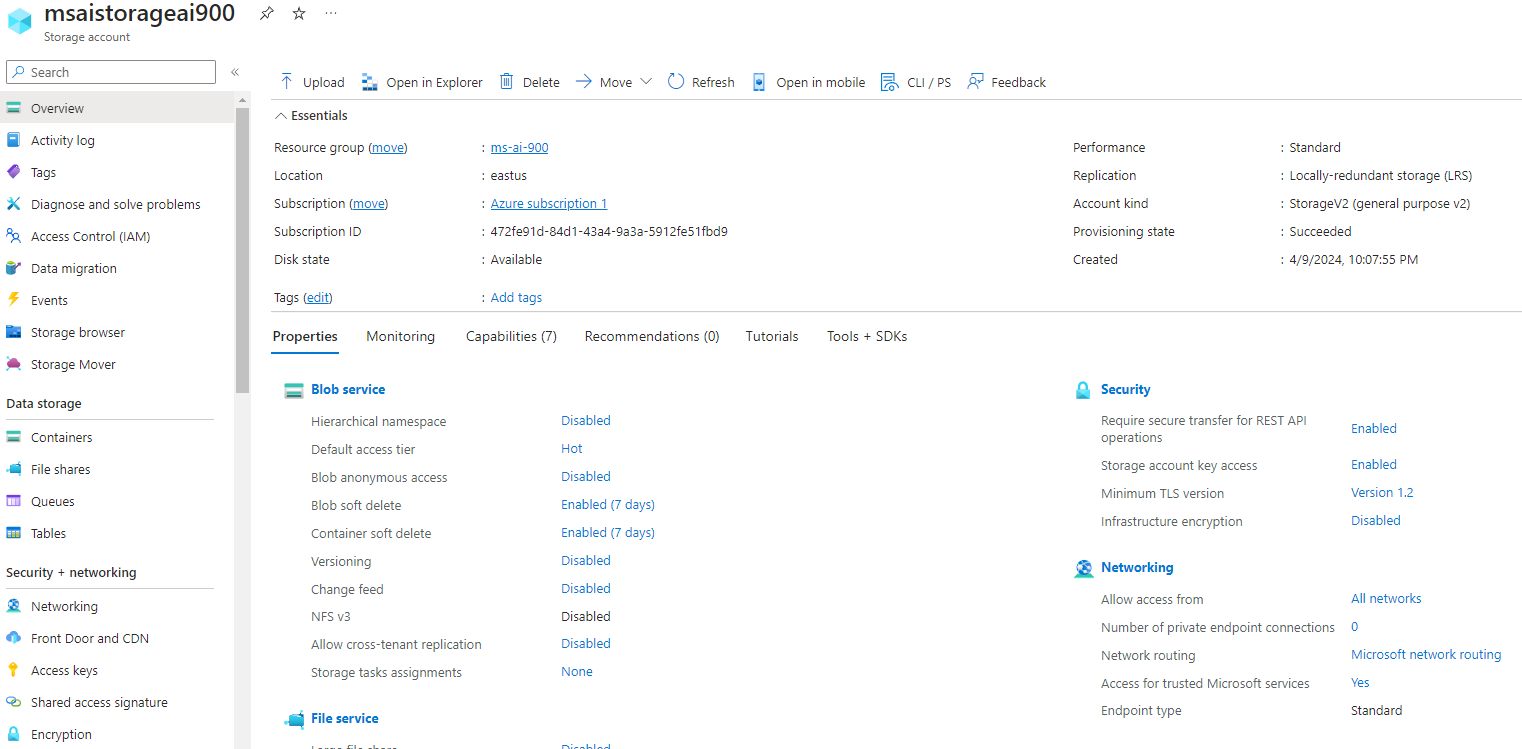 msaistorageai900
Storage account
Search
Overview
Activity log
Tags
Diagnose and solve problems
Access Control (IAM)
Data migration
Events
Storage browser
Storage Mover
Data storage
Containers
File shares
Queues
Tables
Security + networking
Networking
Front Door and CDN
Access keys
Shared access signature
Encryption
Upload Open in Explorer Delete Move Refresh Open in mobile CLI / PS Feedback
Essentials
Resource group (move) : ms-ai-900
Location : eastus
Subscription (move) : Azure subscription 1
Subscription ID : 472fe91d-84d1-43a4-9a3a-5912fe51fbd9
Disk state : Available
Tags (edit) : Add tags
Performance : Standard
Replication : Locally-redundant storage (LRS)
Account kind : StorageV2 (general purpose v2)
Provisioning state : Succeeded
Created : 4/9/2024, 10:07:55 PM
Properties Monitoring Capabilities (7) Recommendations (0) Tutorials Tools + SDKs
Blob service
Hierarchical namespace Disabled
Default access tier Hot
Blob anonymous access Disabled
Blob soft delete Enabled (7 days)
Container soft delete Enabled (7 days)
Versioning Disabled
Change feed Disabled
NFS v3 Disabled
Allow cross-tenant replication Disabled
Storage tasks assignments None
File service
Large file share Disabled
Security
Require secure transfer for REST API
operations Enabled
Storage account key access Enabled
Minimum TLS version Version 1.2
Infrastructure encryption Disabled
Networking
Allow access from All networks
Number of private endpoint connections 0
Network routing Microsoft network routing
Access for trusted Microsoft services Yes
Endpoint type Standard